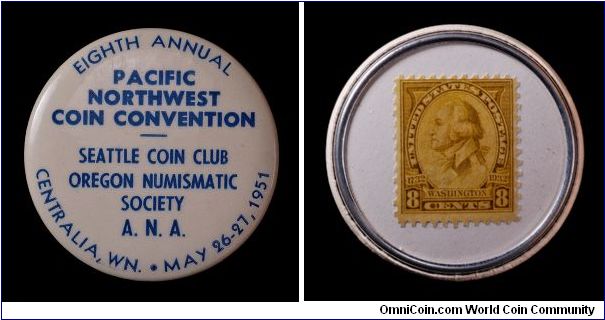 EIGHTH ANNUAL
PACIFIC
NORTHWEST
COIN CONVENTION
SEATTLE COIN CLUB
OREGON NUMISMATIC
SOCIETY
A. N. A.
CENTRALIA, WN. • MAY 26-27, 1951
UNITED STATES POSTAGE
1732 1932
WASHINGTON
8 CENTS 8
OmniCoin.com World Coin Community